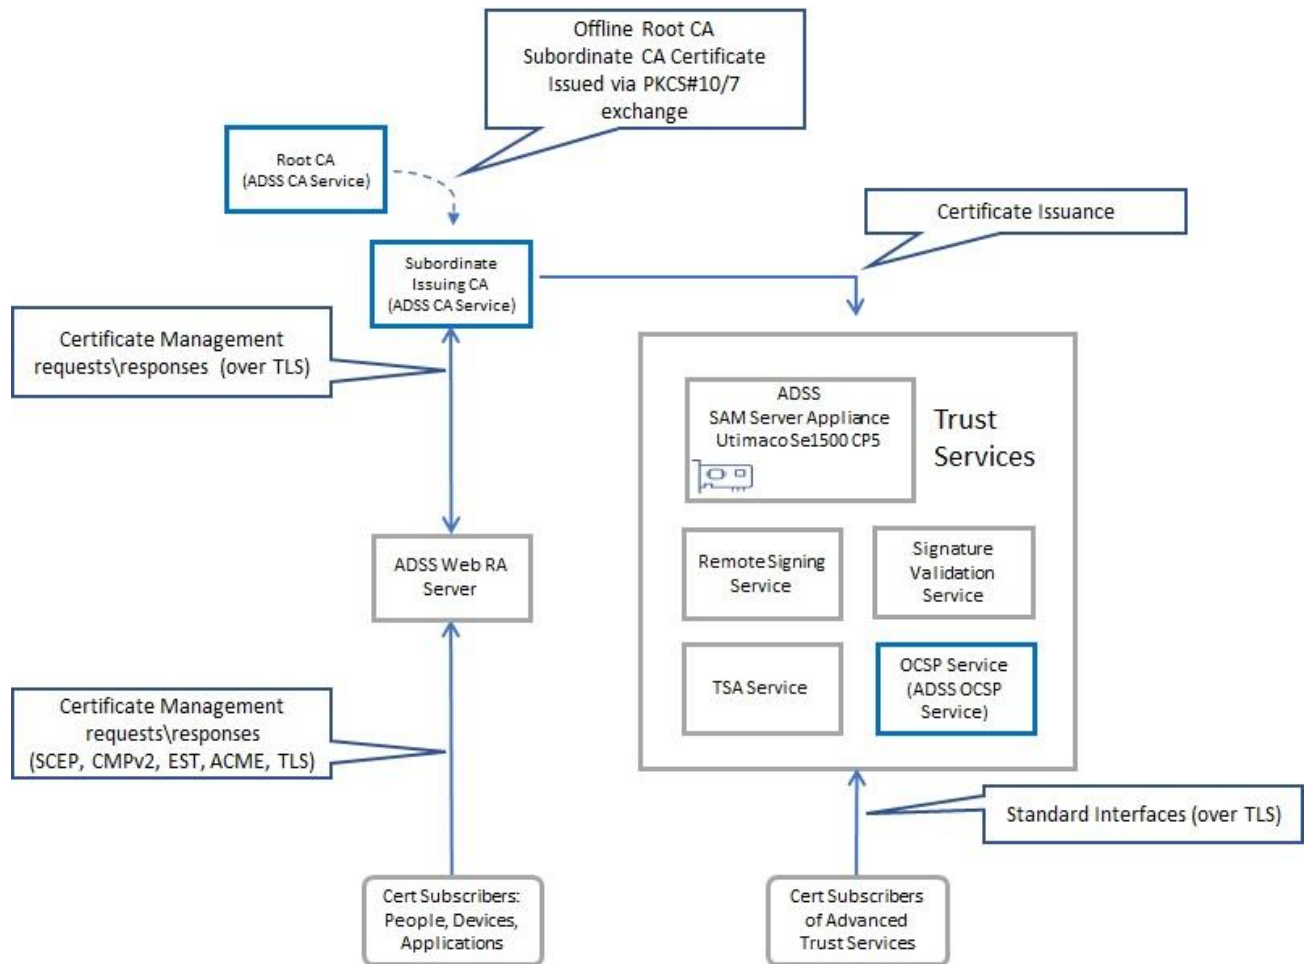 Offline Root CA
Subordinate CA Certificate
Issued via PKCS#10/7
exchange
Root CA
(ADSS CA Service)
Certificate Issuance
Subordinate
Issuing CA
(ADSS CA Service)
Certificate Management
requests\responses (over TLS)
ADSS
SAM Server Appliance
Utimaco Se1500 CP5
Trust
Services
ADSS Web RA
Server
Remote Signing
Service
Signature
Validation
Service
TSA Service
OCSP Service
(ADSS OCSP
Service)
Certificate Management
requests\responses
(SCEP, CMPv2, EST, ACME, TLS)
Standard Interfaces (over TLS)
Cert Subscribers:
People, Devices,
Applications
Cert Subscribers
of Advanced
Trust Services